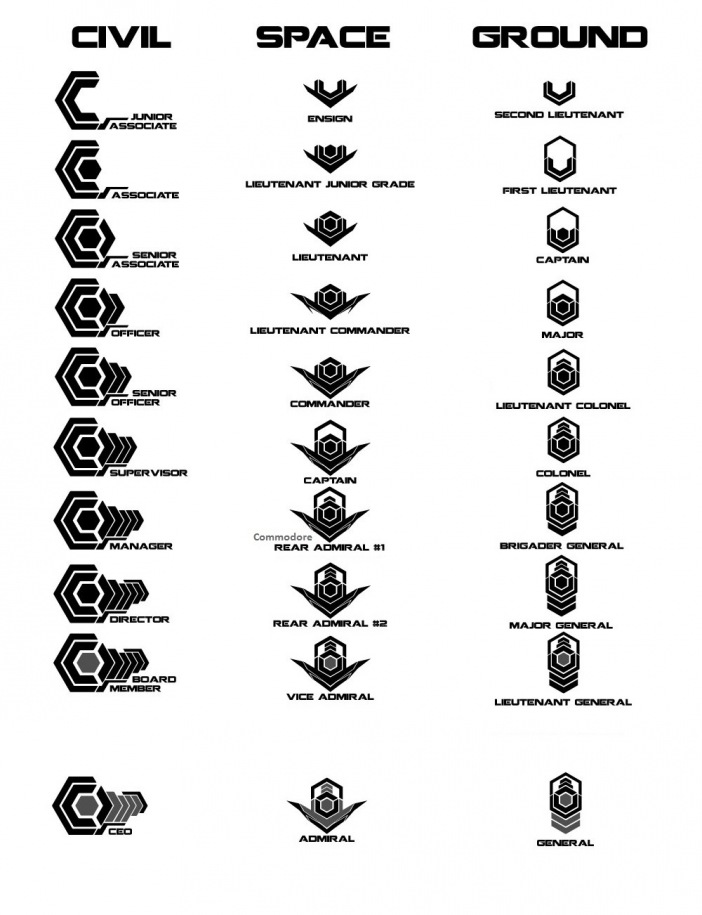 CIVIL SPACE GROUND
JUNIOR
ASSOCIATE
ENSIGN
SECOND LIEUTENANT
ASSOCIATE
LIEUTENANT JUNIOR GRADE
FIRST LIEUTENANT
SENIOR
ASSOCIATE
LIEUTENANT
CAPTAIN
OFFICER
LIEUTENANT COMMANDER
MAJOR
SENIOR
OFFICER
COMMANDER
LIEUTENANT COLONEL
SUPERVISOR
CAPTAIN
COLONEL
MANAGER
Commodore
REAR ADMIRAL #1
BRIGADER GENERAL
DIRECTOR
REAR ADMIRAL #2
MAJOR GENERAL
BOARD
MEMBER
VICE ADMIRAL
LIEUTENANT GENERAL
CEO
ADMIRAL
GENERAL